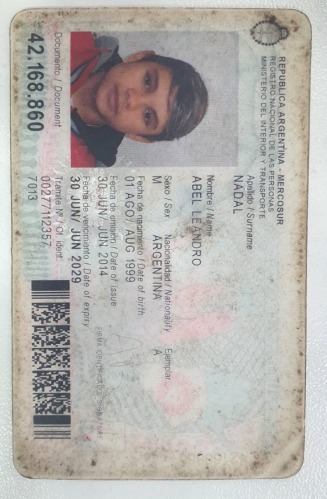 REPUBLICA ARGENTINA - MERCOSUR
REGISTRO NACIONAL DE LAS PERSONAS
MINISTERIO DEL INTERIOR Y TRANSPORTE
Apellido / Surname
NADAL
Nombre / Name
ABEL LEANDRO
Sexo / Sex Nacionalidad / Nationality Ejemplar
M ARGENTINA A
Fecha de nacimiento / Date of birth
01 AGO/ AUG 1999
Fecha de emisión / Date of issue
30 JUN/ JUN 2014
Fecha de vencimiento / Date of expiry
30 JUN/ JUN 2029
Documento / Document
42.168.860
Trámite Nº / Of. ident.
00277112357
7013